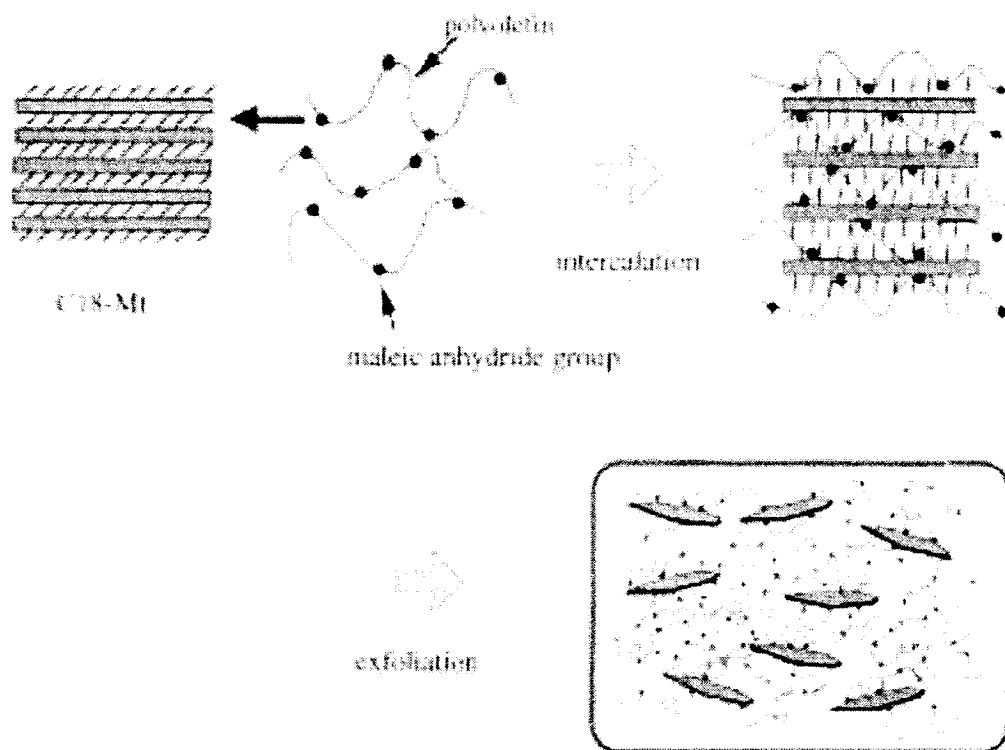 polyolefin
C18-Mt
intercalation
maleic anhydride group
exfoliation